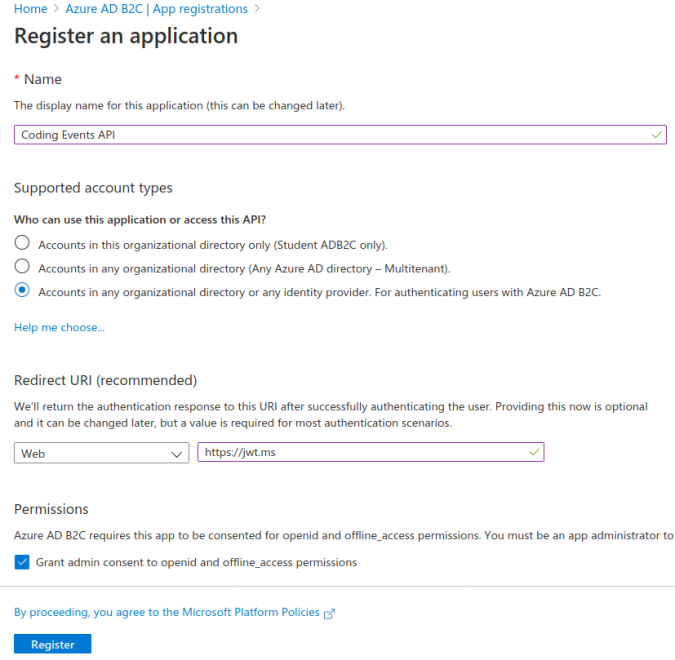 Home > Azure AD B2C | App registrations >
Register an application
* Name
The display name for this application (this can be changed later).
Coding Events API
Supported account types
Who can use this application or access this API?
Accounts in this organizational directory only (Student ADB2C only).
Accounts in any organizational directory (Any Azure AD directory – Multitenant).
Accounts in any organizational directory or any identity provider. For authenticating users with Azure AD B2C.
Help me choose...
Redirect URI (recommended)
We'll return the authentication response to this URI after successfully authenticating the user. Providing this now is optional
and it can be changed later, but a value is required for most authentication scenarios.
Web https://jwt.ms
Permissions
Azure AD B2C requires this app to be consented for openid and offline_access permissions. You must be an app administrator to
Grant admin consent to openid and offline_access permissions
By proceeding, you agree to the Microsoft Platform Policies
Register